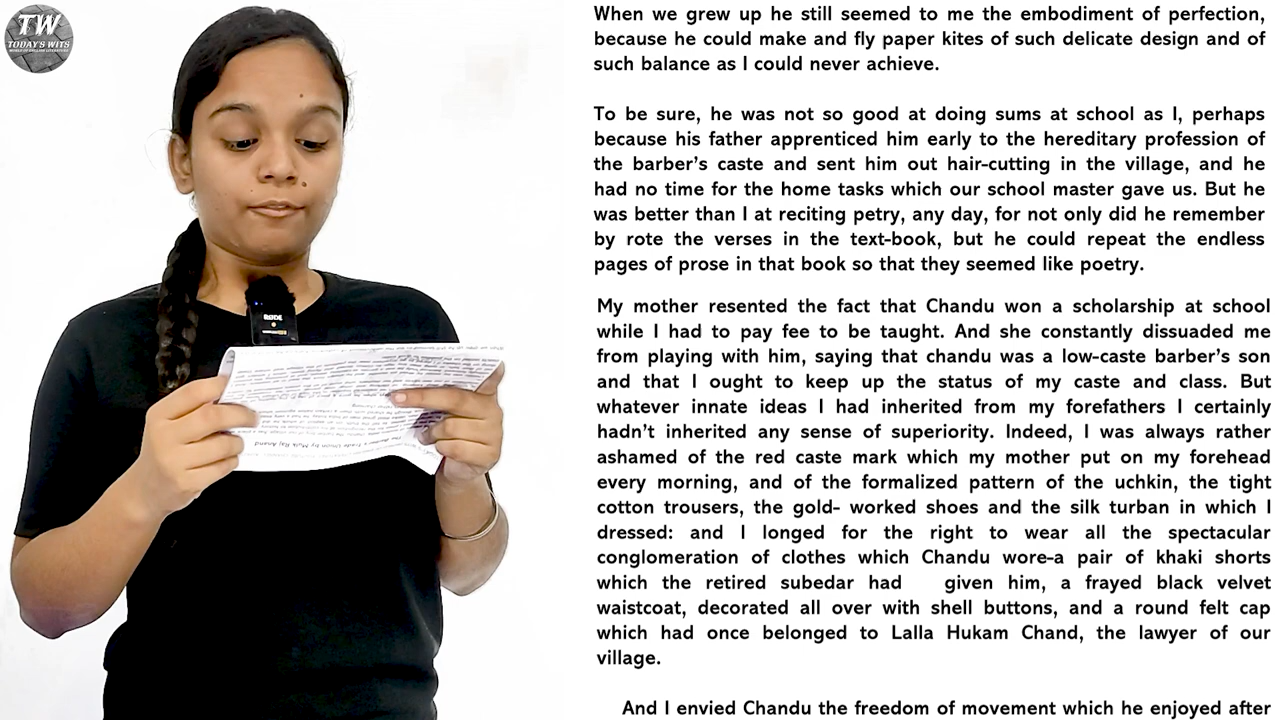 TW
TODAY'S WITS
When we grew up he still seemed to me the embodiment of perfection,
because he could make and fly paper kites of such delicate design and of
such balance as I could never achieve.
To be sure, he was not so good at doing sums at school as I, perhaps
because his father apprenticed him early to the hereditary profession of
the barber's caste and sent him out hair-cutting in the village, and he
had no time for the home tasks which our school master gave us. But he
was better than I at reciting petry, any day, for not only did he remember
by rote the verses in the text-book, but he could repeat the endless
pages of prose in that book so that they seemed like poetry.
My mother resented the fact that Chandu won a scholarship at school
while I had to pay fee to be taught. And she constantly dissuaded me
from playing with him, saying that chandu was a low-caste barber's son
and that I ought to keep up the status of my caste and class. But
whatever innate ideas I had inherited from my forefathers I certainly
hadn't inherited any sense of superiority. Indeed, I was always rather
ashamed of the red caste mark which my mother put on my forehead
every morning, and of the formalized pattern of the uchkin, the tight
cotton trousers, the gold- worked shoes and the silk turban in which I
dressed: and I longed for the right to wear all the spectacular
conglomeration of clothes which Chandu wore-a pair of khaki shorts
which the retired subedar had given him, a frayed black velvet
waistcoat, decorated all over with shell buttons, and a round felt cap
which had once belonged to Lalla Hukam Chand, the lawyer of our
village.
And I envied Chandu the freedom of movement which he enjoyed after
RØDE
Trade Union by Mulk Raj Anand